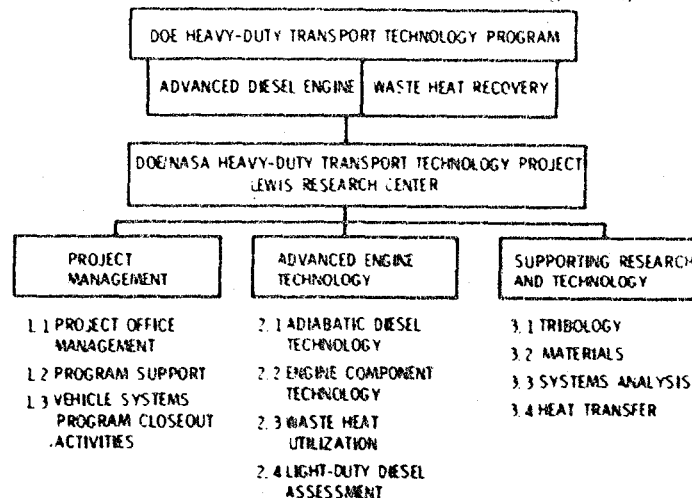 DOE HEAVY-DUTY TRANSPORT TECHNOLOGY PROGRAM
ADVANCED DIESEL ENGINE
WASTE HEAT RECOVERY
DOE/NASA HEAVY-DUTY TRANSPORT TECHNOLOGY PROJECT
LEWIS RESEARCH CENTER
PROJECT
MANAGEMENT
1.1 PROJECT OFFICE
MANAGEMENT
1.2 PROGRAM SUPPORT
1.3 VEHICLE SYSTEMS
PROGRAM CLOSEOUT
ACTIVITIES
ADVANCED ENGINE
TECHNOLOGY
2.1 ADIABATIC DIESEL
TECHNOLOGY
2.2 ENGINE COMPONENT
TECHNOLOGY
2.3 WASTE HEAT
UTILIZATION
2.4 LIGHT-DUTY DIESEL
ASSESSMENT
SUPPORTING RESEARCH
AND TECHNOLOGY
3.1 TRIBOLOGY
3.2 MATERIALS
3.3 SYSTEMS ANALYSIS
3.4 HEAT TRANSFER